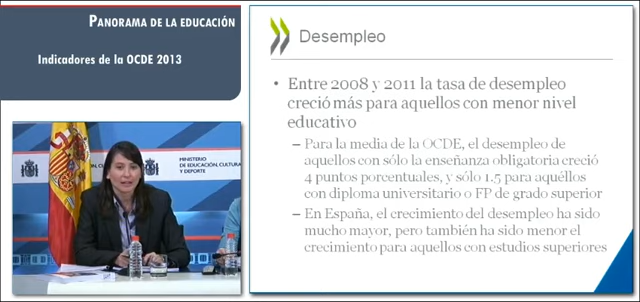 PANORAMA DE LA EDUCACIÓN
Indicadores de la OCDE 2013
MINISTERIO
DE EDUCACIÓN, CULTURA
Y DEPORTE
Desempleo
• Entre 2008 y 2011 la tasa de desempleo
creció más para aquellos con menor nivel
educativo
– Para la media de la OCDE, el desempleo de
aquellos con sólo la enseñanza obligatoria creció
4 puntos porcentuales, y sólo 1.5 para aquéllos
con diploma universitario o FP de grado superior
– En España, el crecimiento del desempleo ha sido
mucho mayor, pero también ha sido menor el
crecimiento para aquellos con estudios superiores